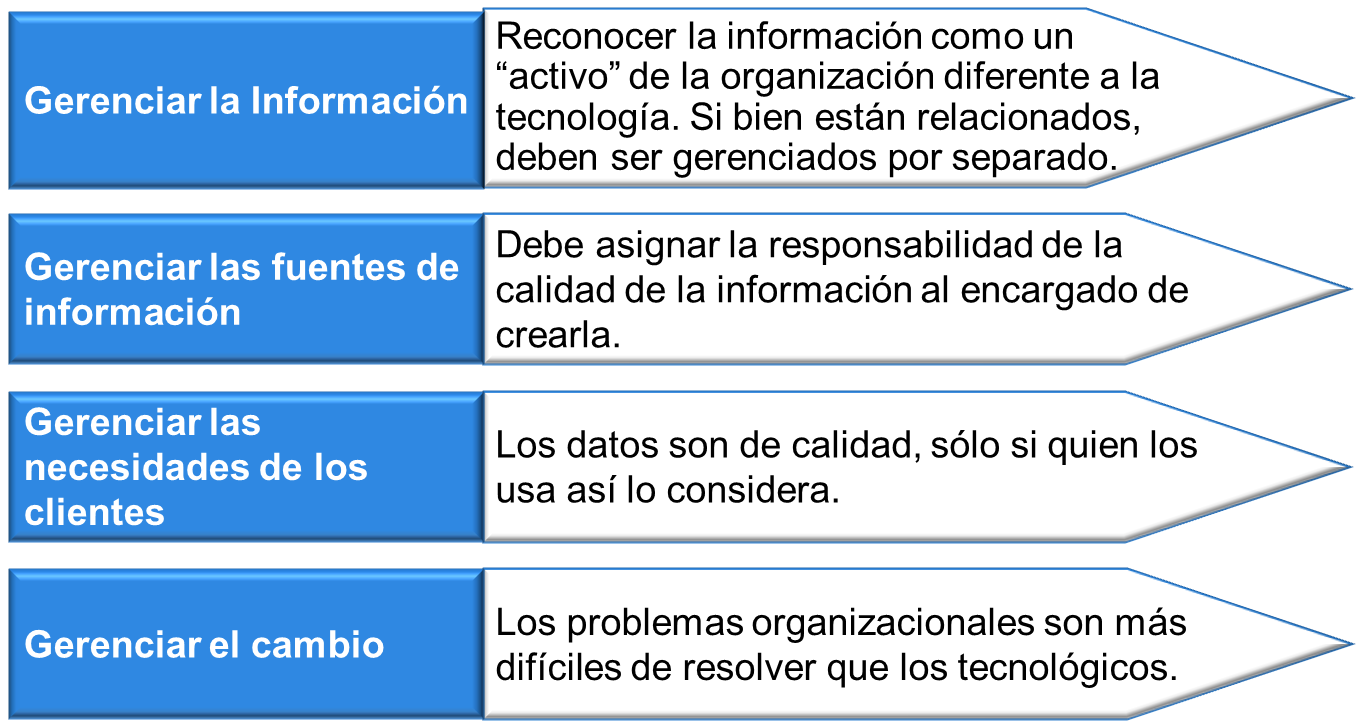 Gerenciar la Información
Reconocer la información como un
“activo” de la organización diferente a la
tecnología. Si bien están relacionados,
deben ser gerenciados por separado.
Gerenciar las fuentes de
información
Debe asignar la responsabilidad de la
calidad de la información al encargado de
crearla.
Gerenciar las
necesidades de los
clientes
Los datos son de calidad, sólo si quien los
usa así lo considera.
Gerenciar el cambio
Los problemas organizacionales son más
difíciles de resolver que los tecnológicos.